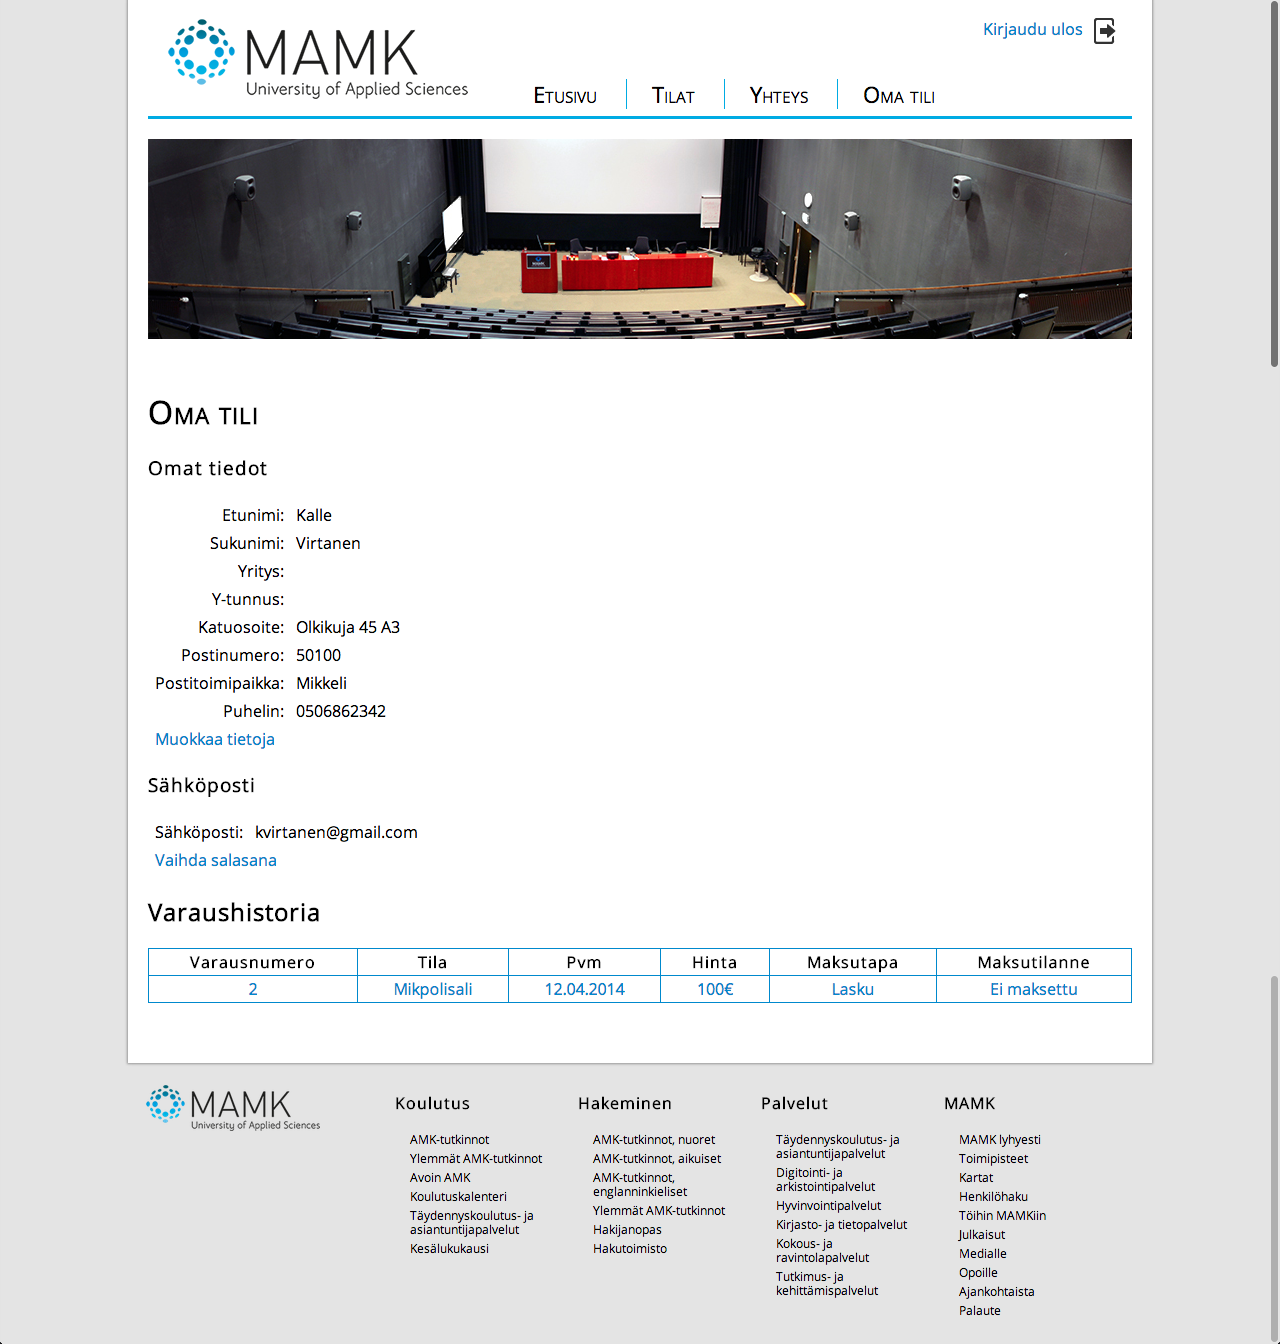 MAMK
University of Applied Sciences
Kirjaudu ulos
Etusivu
Tilat
Yhteys
Oma tili
MAMK
Oma tili
Omat tiedot
Etunimi: Kalle
Sukunimi: Virtanen
Yritys:
Y-tunnus:
Katuosoite: Olkikuja 45 A3
Postinumero: 50100
Postitoimipaikka: Mikkeli
Puhelin: 0506862342
Muokkaa tietoja
Sähköposti
Sähköposti: kvirtanen@gmail.com
Vaihda salasana
Varaushistoria
Varausnumero Tila Pvm Hinta Maksutapa Maksutilanne
2 Mikpolisali 12.04.2014 100€ Lasku Ei maksettu
MAMK
University of Applied Sciences
Koulutus
AMK-tutkinnot
Ylemmät AMK-tutkinnot
Avoin AMK
Koulutuskalenteri
Täydennyskoulutus- ja
asiantuntijapalvelut
Kesälukukausi
Hakeminen
AMK-tutkinnot, nuoret
AMK-tutkinnot, aikuiset
AMK-tutkinnot,
englanninkieliset
Ylemmät AMK-tutkinnot
Hakijanopas
Hakutoimisto
Palvelut
Täydennyskoulutus- ja
asiantuntijapalvelut
Digitointi- ja
arkistointipalvelut
Hyvinvointipalvelut
Kirjasto- ja tietopalvelut
Kokous- ja
ravintolapalvelut
Tutkimus- ja
kehittämispalvelut
MAMK
MAMK lyhyesti
Toimipisteet
Kartat
Henkilöhaku
Töihin MAMKiin
Julkaisut
Medialle
Opoille
Ajankohtaista
Palaute